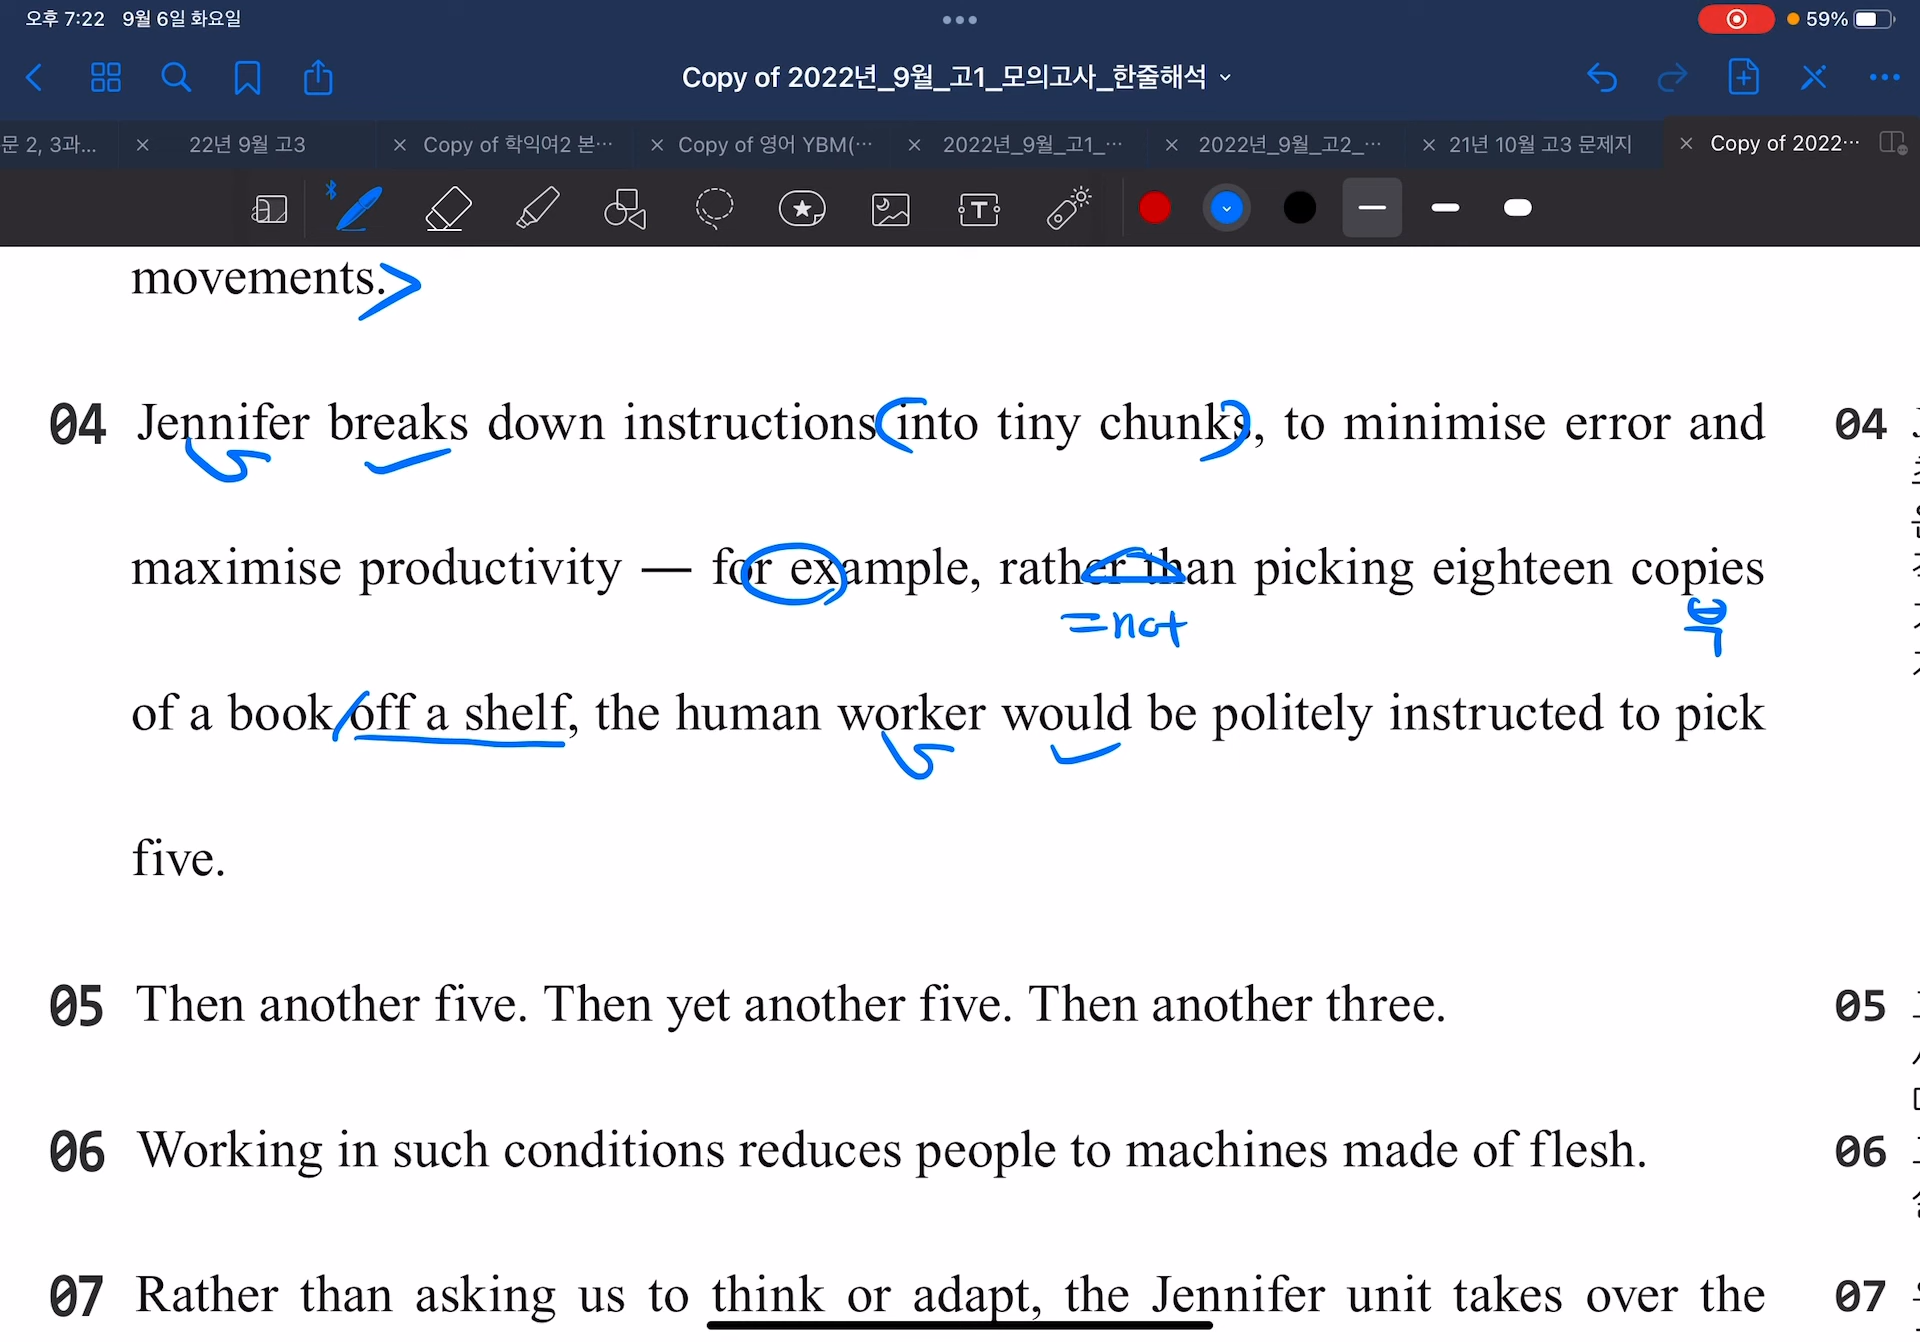 오후 7:22 9월 6일 화요일
59%
Copy of 2022년_9월_고1_모의고사_한줄해석
문 2, 3과...
22년 9월 고3
Copy of 학익여2 본...
Copy of 영어 YBM(...
2022년_9월_고1_...
2022년_9월_고2_...
21년 10월 고3 문제지
Copy of 2022...
movements.
04 Jennifer breaks down instructions into tiny chunks, to minimise error and
maximise productivity — for example, rather than picking eighteen copies
=not
부
of a book off a shelf, the human worker would be politely instructed to pick
five.
05 Then another five. Then yet another five. Then another three.
06 Working in such conditions reduces people to machines made of flesh.
07 Rather than asking us to think or adapt, the Jennifer unit takes over the
04
05
06
07